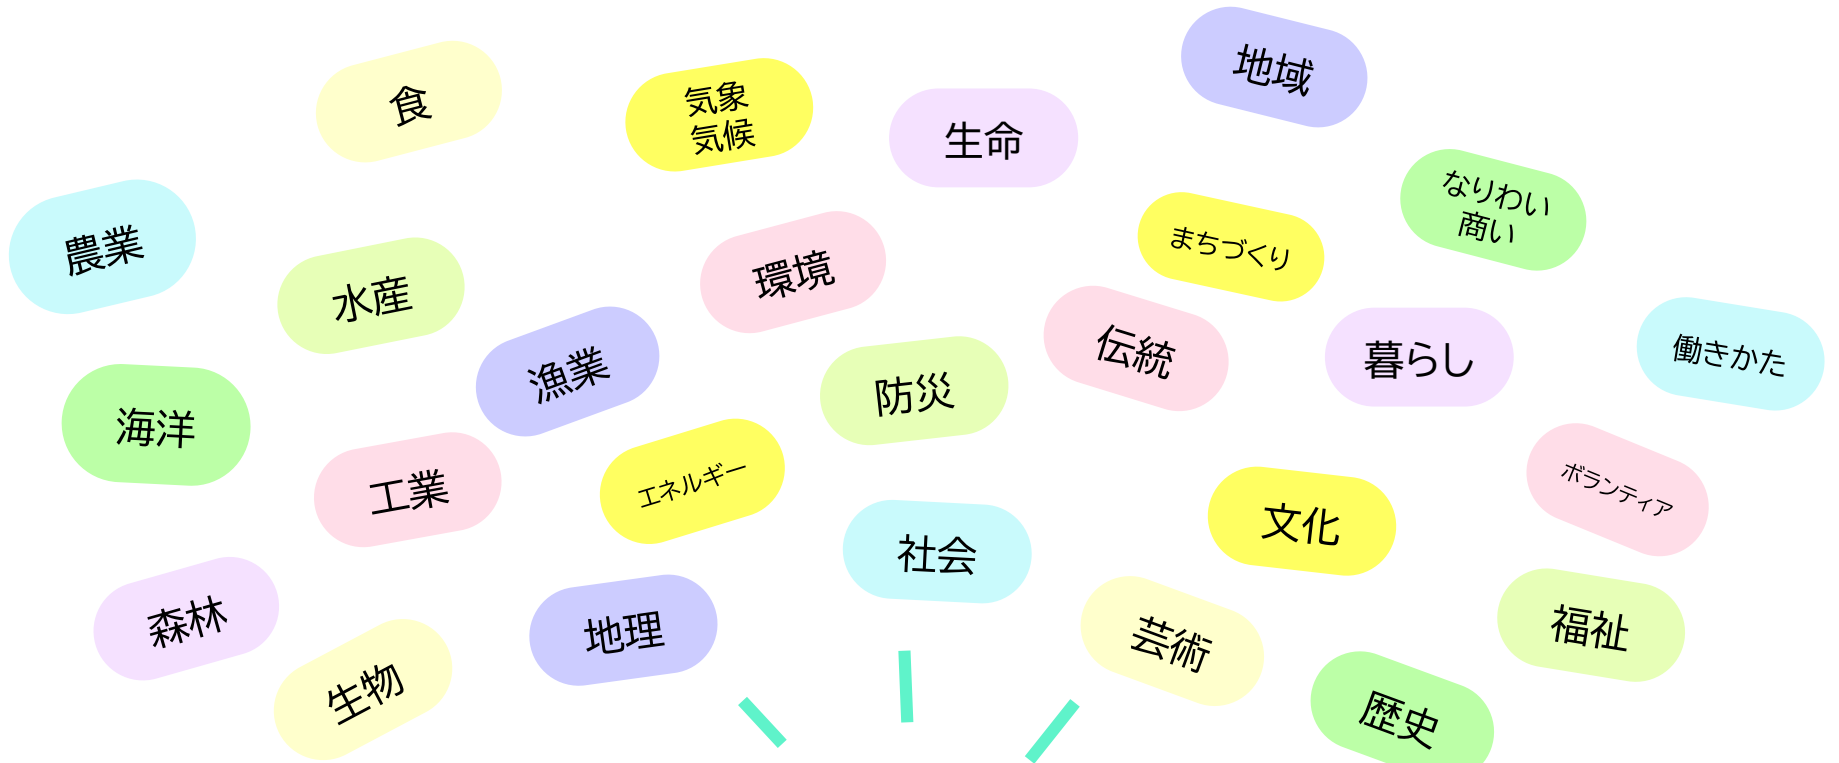 地域
食
気象
気候
生命
なりわい
商い
農業
まちづくり
環境
水産
伝統
暮らし
働きかた
漁業
防災
海洋
エネルギー
ボランティア
工業
文化
社会
森林
地理
芸術
福祉
生物
歴史